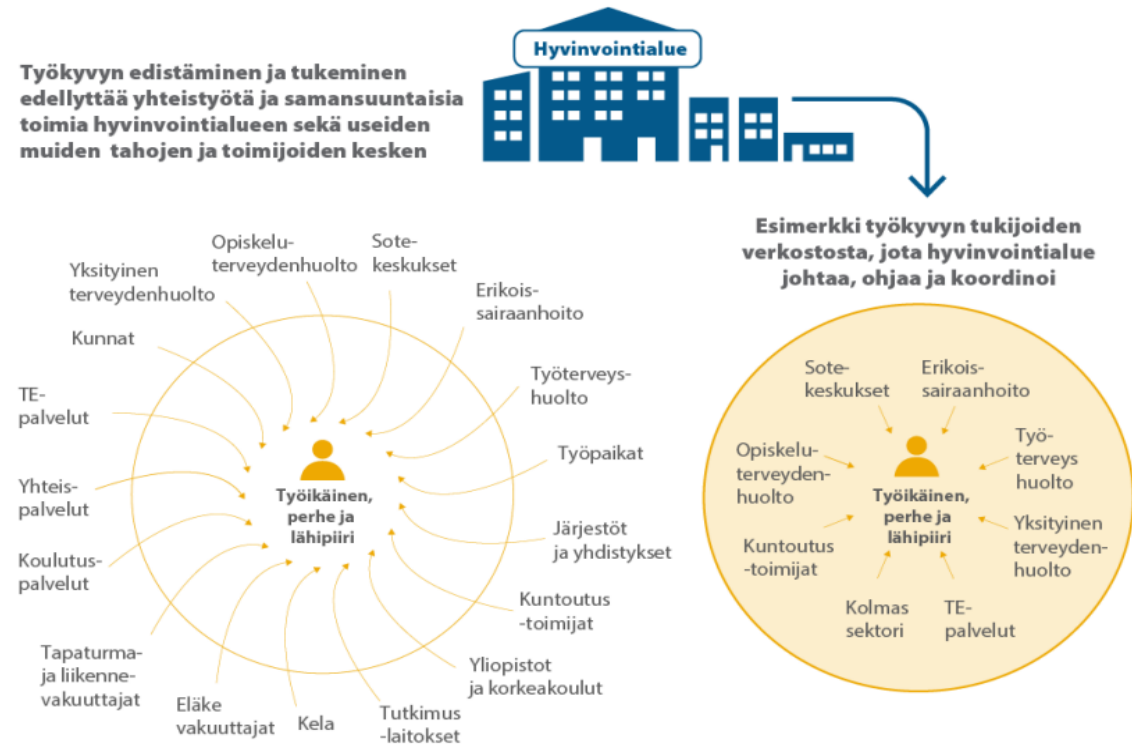 Hyvinvointialue
Työkyvyn edistäminen ja tukeminen
edellyttää yhteistyötä ja samansuuntaisia
toimia hyvinvointialueen sekä useiden
muiden tahojen ja toimijoiden kesken
Opiskelu-
terveydenhuolto
Sote-
keskukset
Yksityinen
terveydenhuolto
Erikois-
sairaanhoito
Kunnat
Työterveys-
huolto
TE-
palvelut
Työpaikat
Yhteis-
palvelut
Työikäinen,
perhe ja
lähipiiri
Järjestöt
ja yhdistykset
Koulutus-
palvelut
Kuntoutus
-toimijat
Tapaturma-
ja liikenne-
vakuuttajat
Yliopistot
ja korkeakoulut
Eläke
vakuuttajat
Kela
Tutkimus
-laitokset
Esimerkki työkyvyn tukijoiden
verkostosta, jota hyvinvointialue
johtaa, ohjaa ja koordinoi
Sote-
keskukset
Erikois-
sairaanhoito
Opiskelu-
terveyden-
huolto
Työ-
terveys
huolto
Työikäinen,
perhe ja
lähipiiri
Kuntoutus
-toimijat
Yksityinen
terveyden-
huolto
Kolmas
sektori
TE-
palvelut